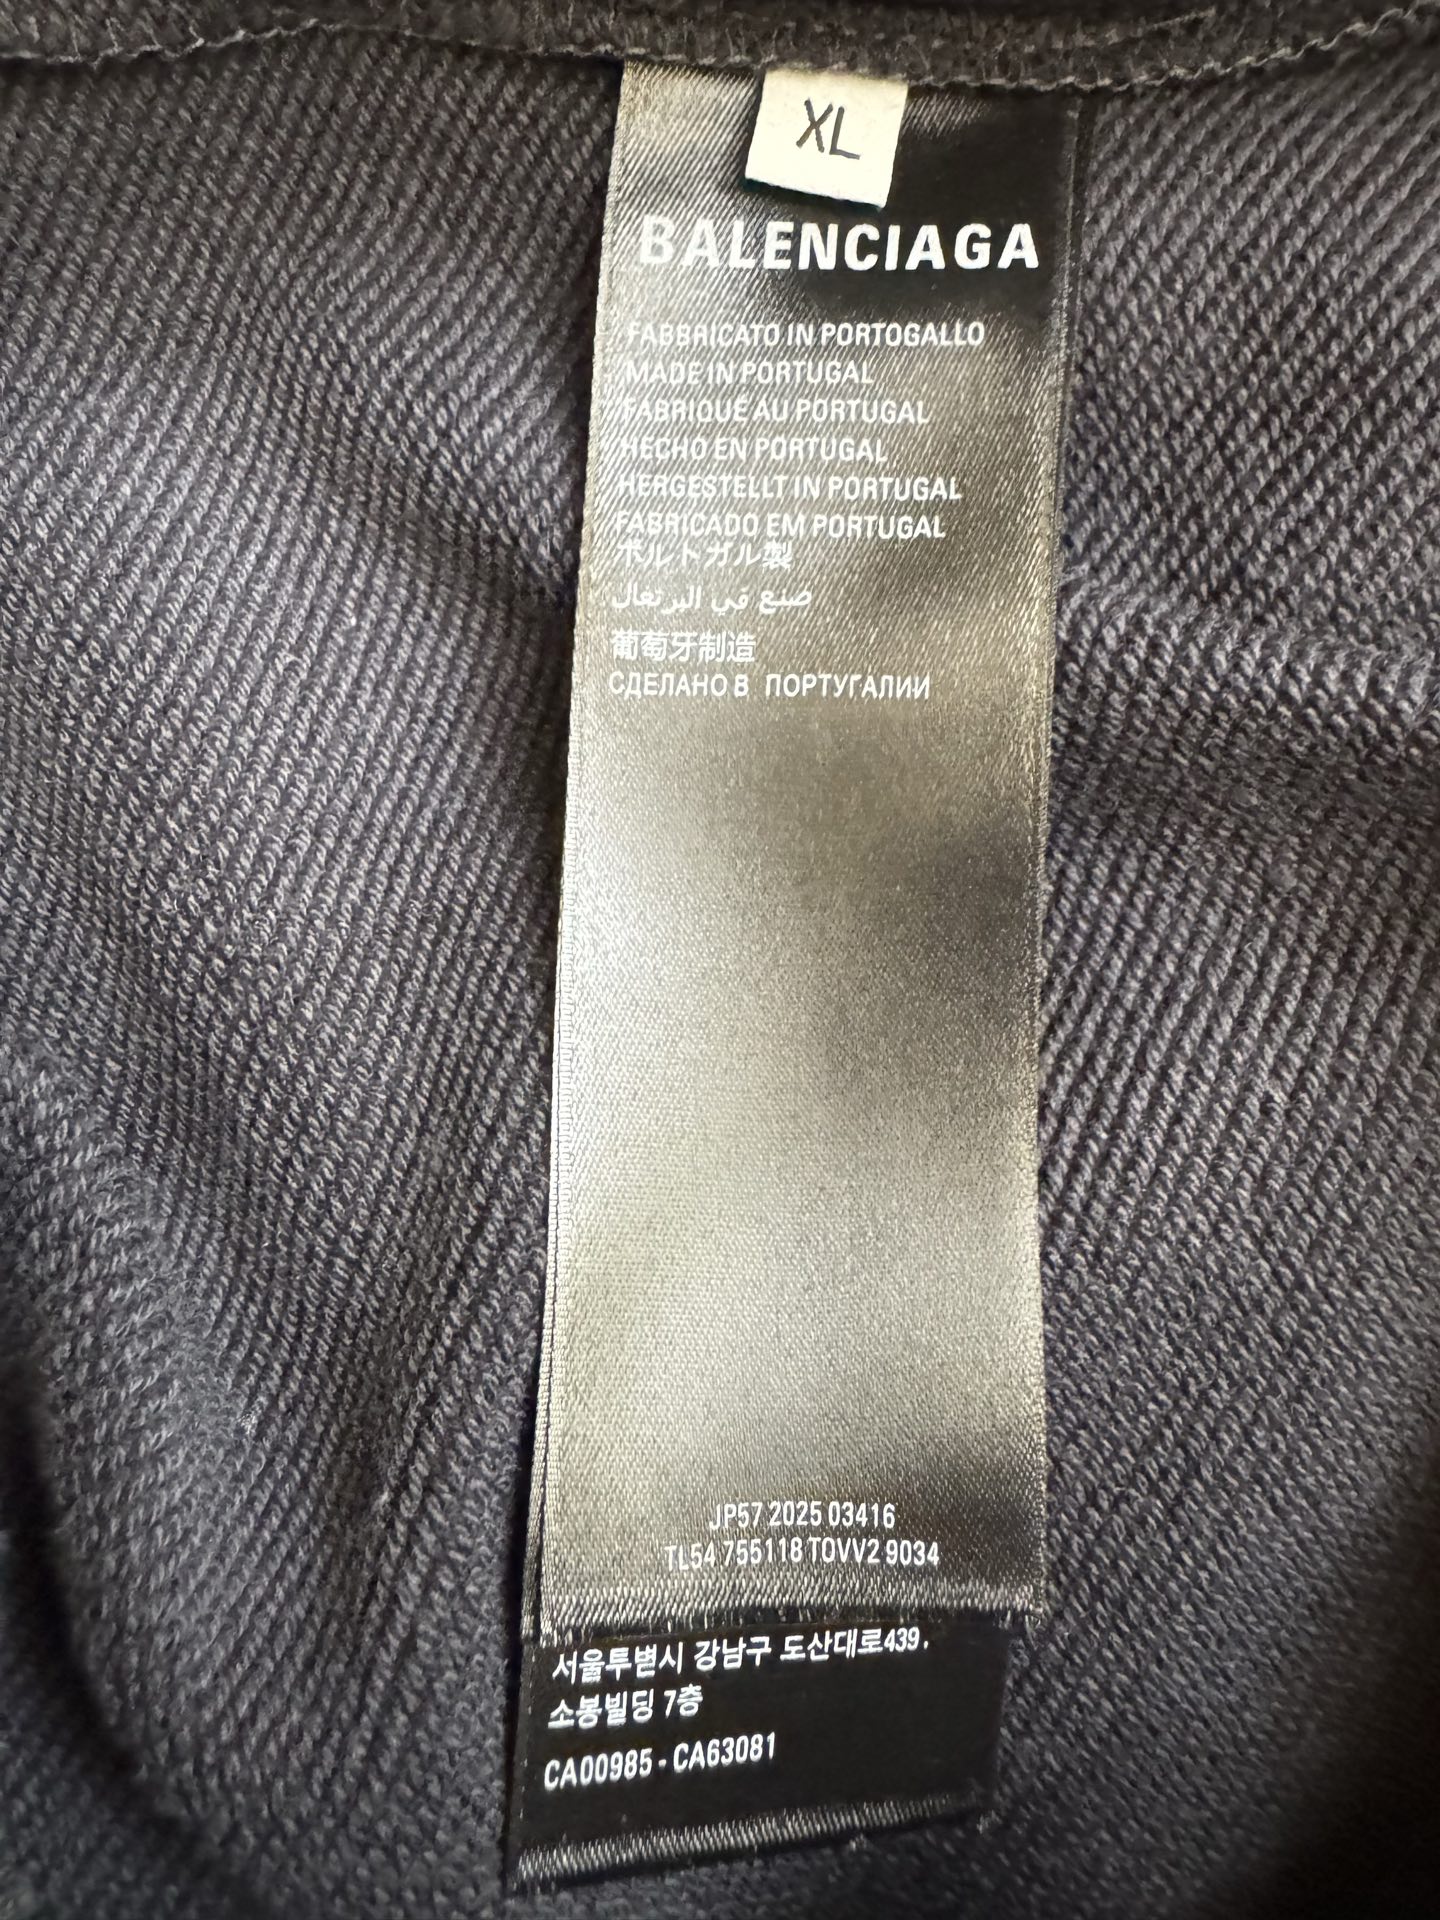 XL
BALENCIAGA
FABBRICATO IN PORTOGALLO
MADE IN PORTUGAL
FABRIQUÉ AU PORTUGAL
HECHO EN PORTUGAL
HERGESTELLT IN PORTUGAL
FABRICADO EM PORTUGAL
ポルトガル製
صنع في البرتغال
葡萄牙制造
СДЕЛАНО В ПОРТУГАЛИИ
JP57 2025 03416
TL54 755118 TOVV2 9034
서울특별시 강남구 도산대로439,
소봉빌딩 7층
CA00985 - CA63081